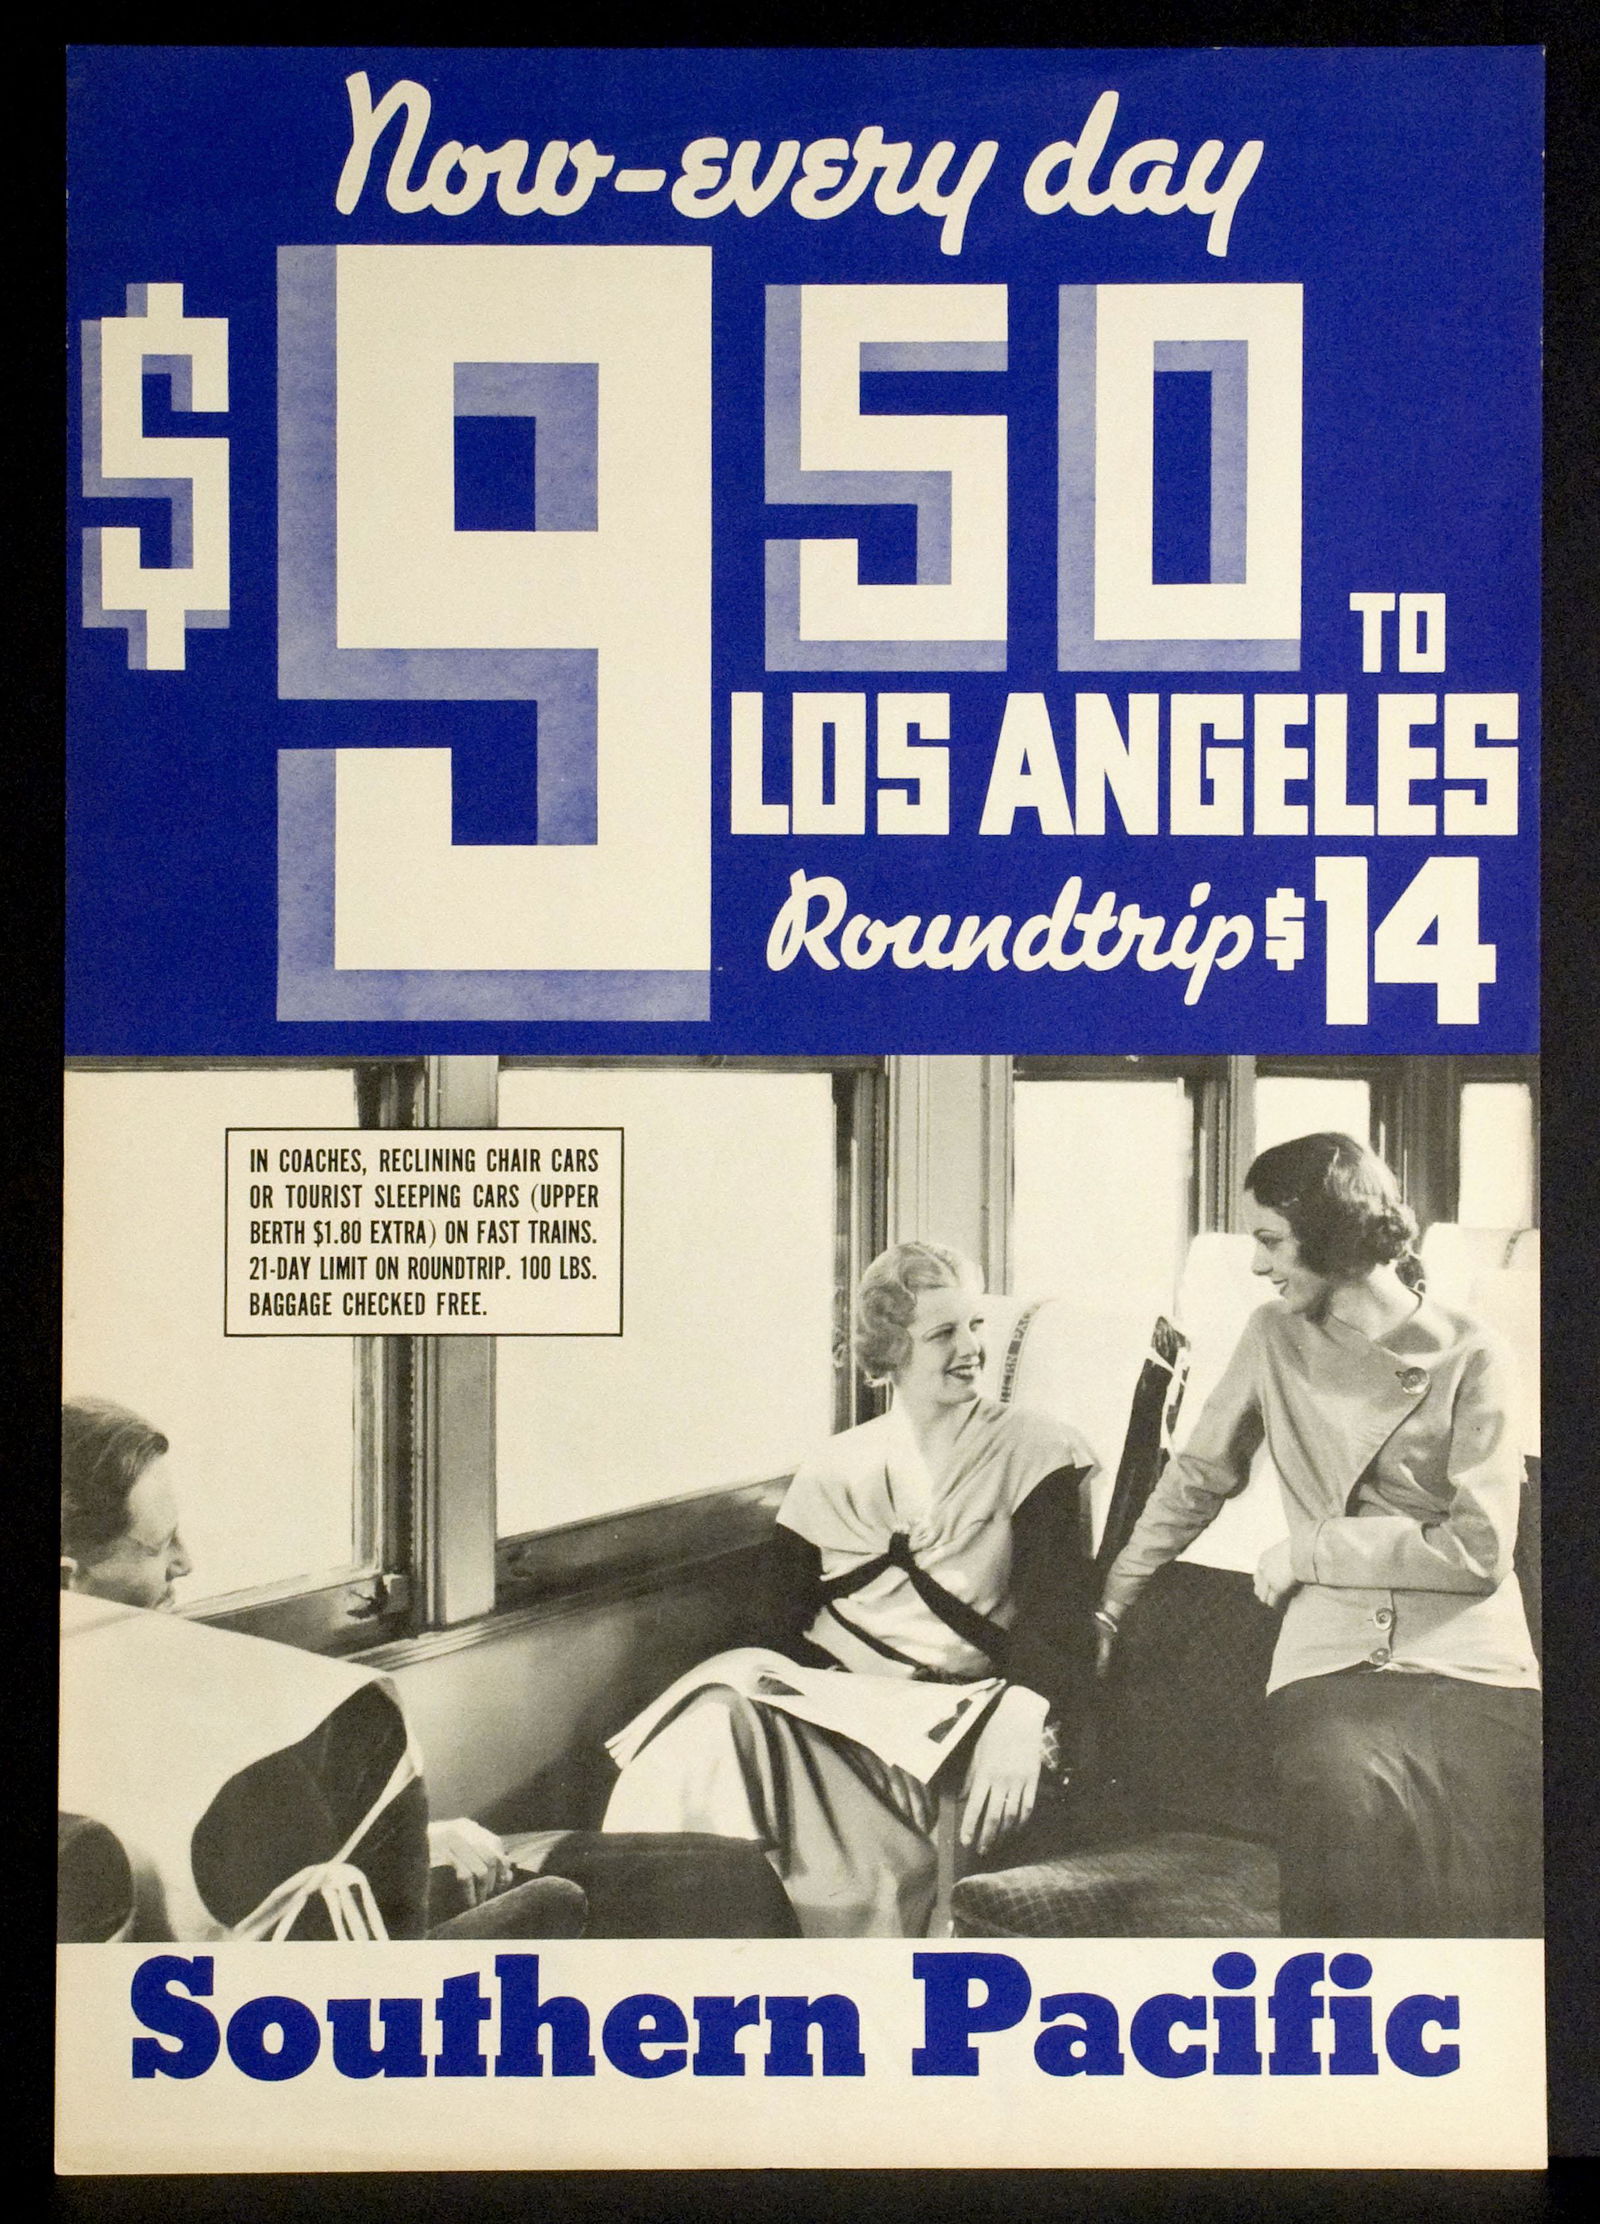 Now-every day
$950 TO
LOS ANGELES
Roundtrip $14
IN COACHES, RECLINING CHAIR CARS
OR TOURIST SLEEPING CARS (UPPER
BERTH $1.80 EXTRA) ON FAST TRAINS.
21-DAY LIMIT ON ROUNDTRIP. 100 LBS.
BAGGAGE CHECKED FREE.
Southern Pacific